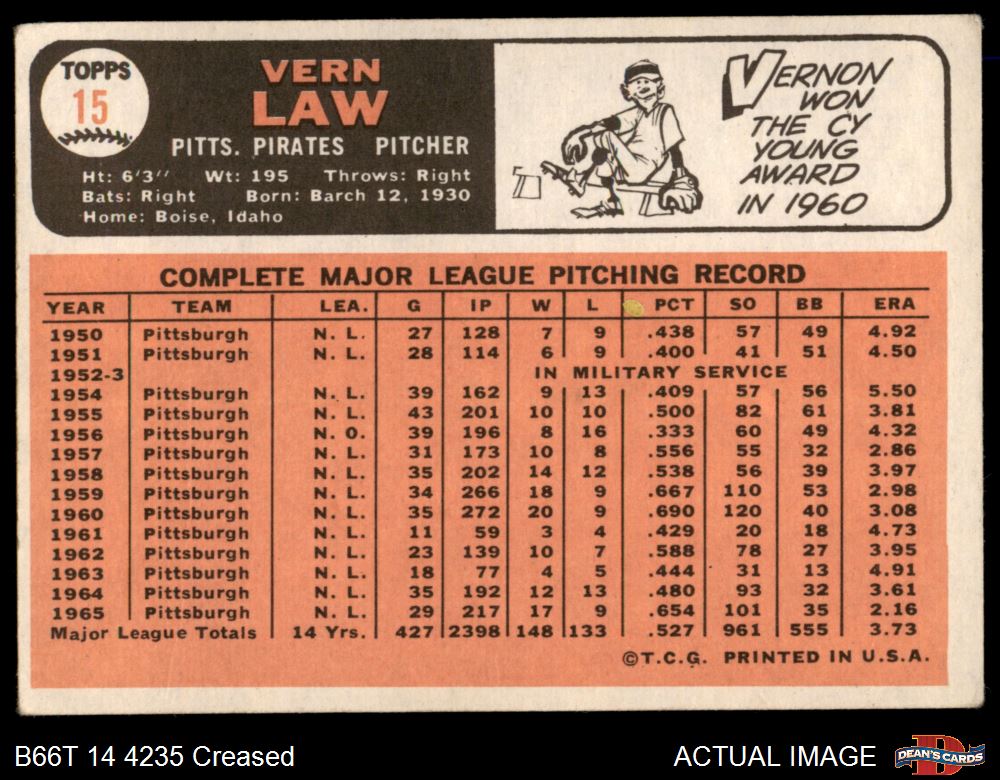 TOPPS
15
VERN
LAW
PITTS. PIRATES PITCHER
Ht: 6'3" Wt: 195 Throws: Right
Bats: Right Born: Barch 12, 1930
Home: Boise, Idaho
VERNON
WON
THE CY
YOUNG
AWARD
IN 1960
COMPLETE MAJOR LEAGUE PITCHING RECORD
YEAR TEAM LEA. G IP W L PCT SO BB ERA
1950 Pittsburgh N. L. 27 128 7 9 .438 57 49 4.92
1951 Pittsburgh N. L. 28 114 6 9 .400 41 51 4.50
1952-3 IN MILITARY SERVICE
1954 Pittsburgh N. L. 39 162 9 13 .409 57 56 5.50
1955 Pittsburgh N. L. 43 201 10 10 .500 82 61 3.81
1956 Pittsburgh N. O. 39 196 8 16 .333 60 49 4.32
1957 Pittsburgh N. L. 31 173 10 8 .556 55 32 2.86
1958 Pittsburgh N. L. 35 202 14 12 .538 56 39 3.97
1959 Pittsburgh N. L. 34 266 18 9 .667 110 53 2.98
1960 Pittsburgh N. L. 35 272 20 9 .690 120 40 3.08
1961 Pittsburgh N. L. 11 59 3 4 .429 20 18 4.73
1962 Pittsburgh N. L. 23 139 10 7 .588 78 27 3.95
1963 Pittsburgh N. L. 18 77 4 5 .444 31 13 4.91
1964 Pittsburgh N. L. 35 192 12 13 .480 93 32 3.61
1965 Pittsburgh N. L. 29 217 17 9 .654 101 35 2.16
Major League Totals 14 Yrs. 427 2398 148 133 .527 961 555 3.73
©T.C.G. PRINTED IN U.S.A.
B66T 14 4235 Creased ACTUAL IMAGE DEAN'S CARDS